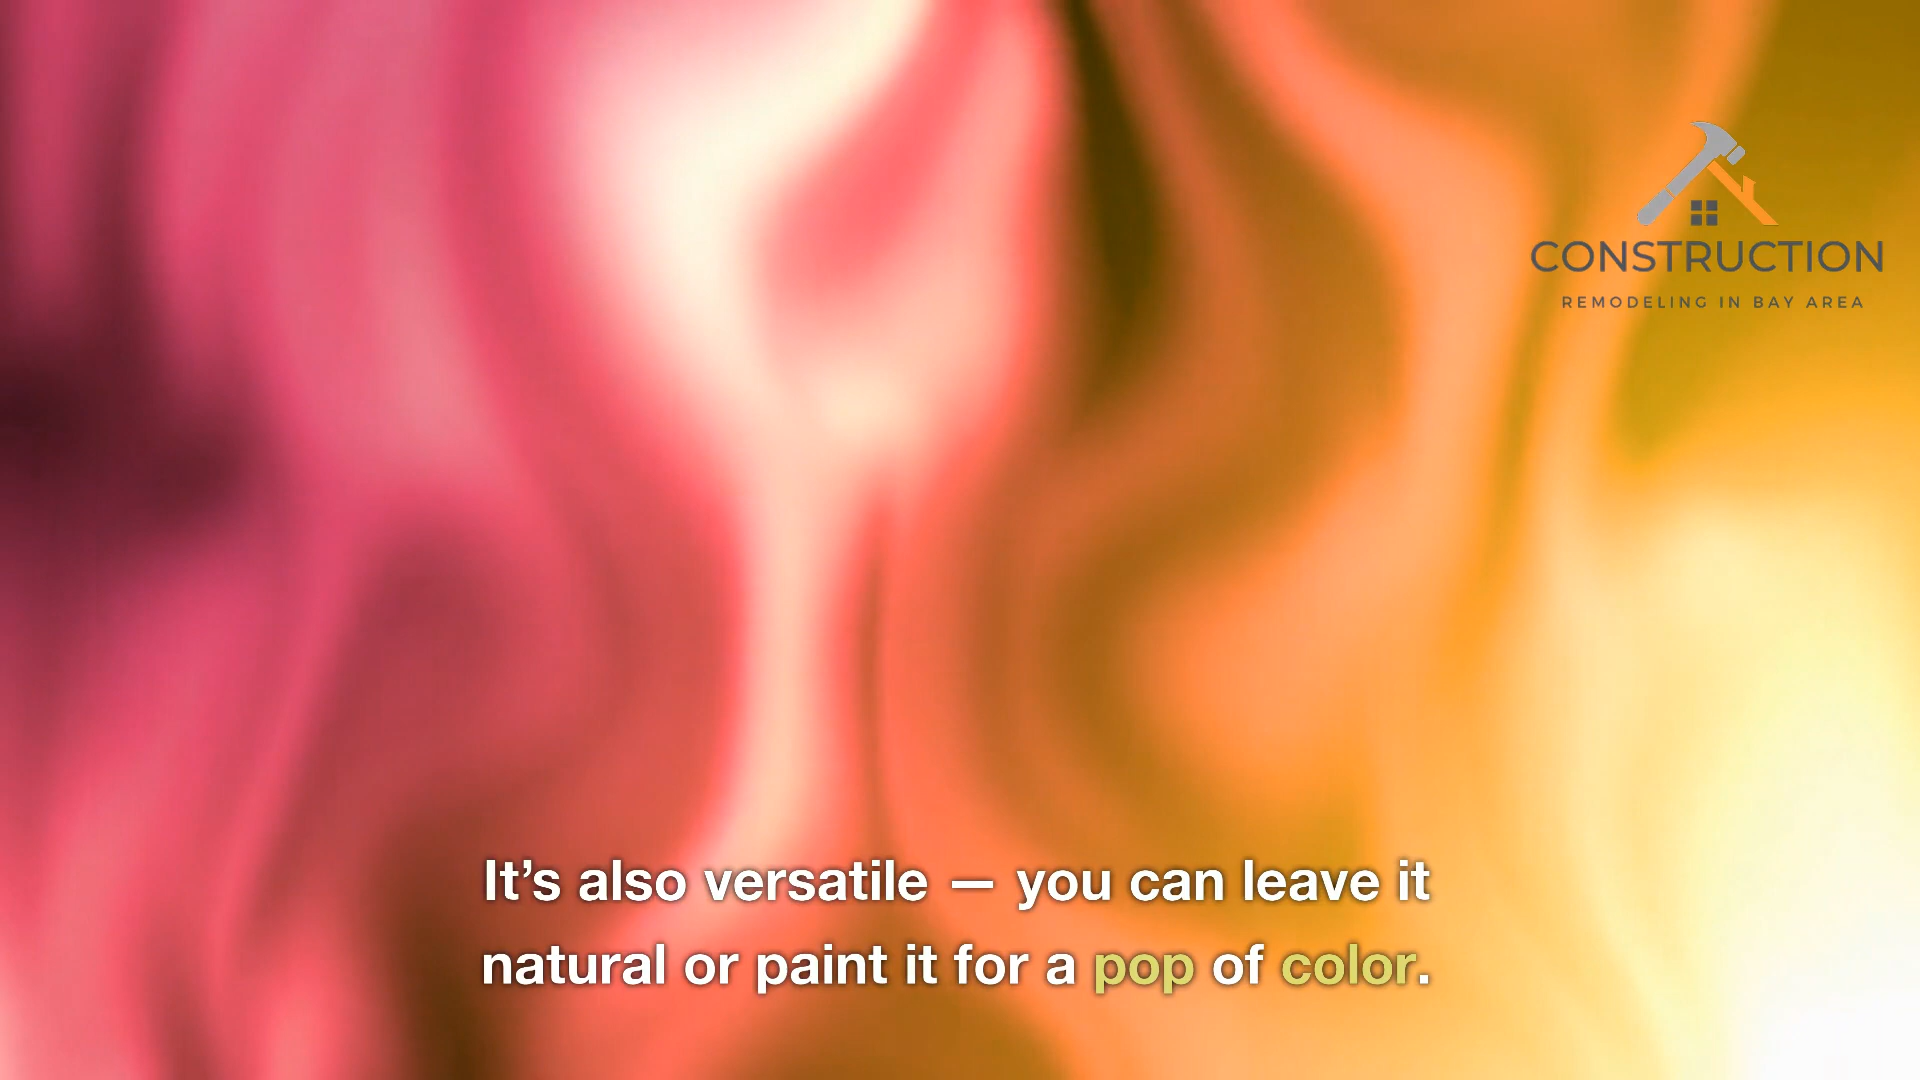 CONSTRUCTION
REMODELING IN BAY AREA
It’s also versatile — you can leave it
natural or paint it for a pop of color.